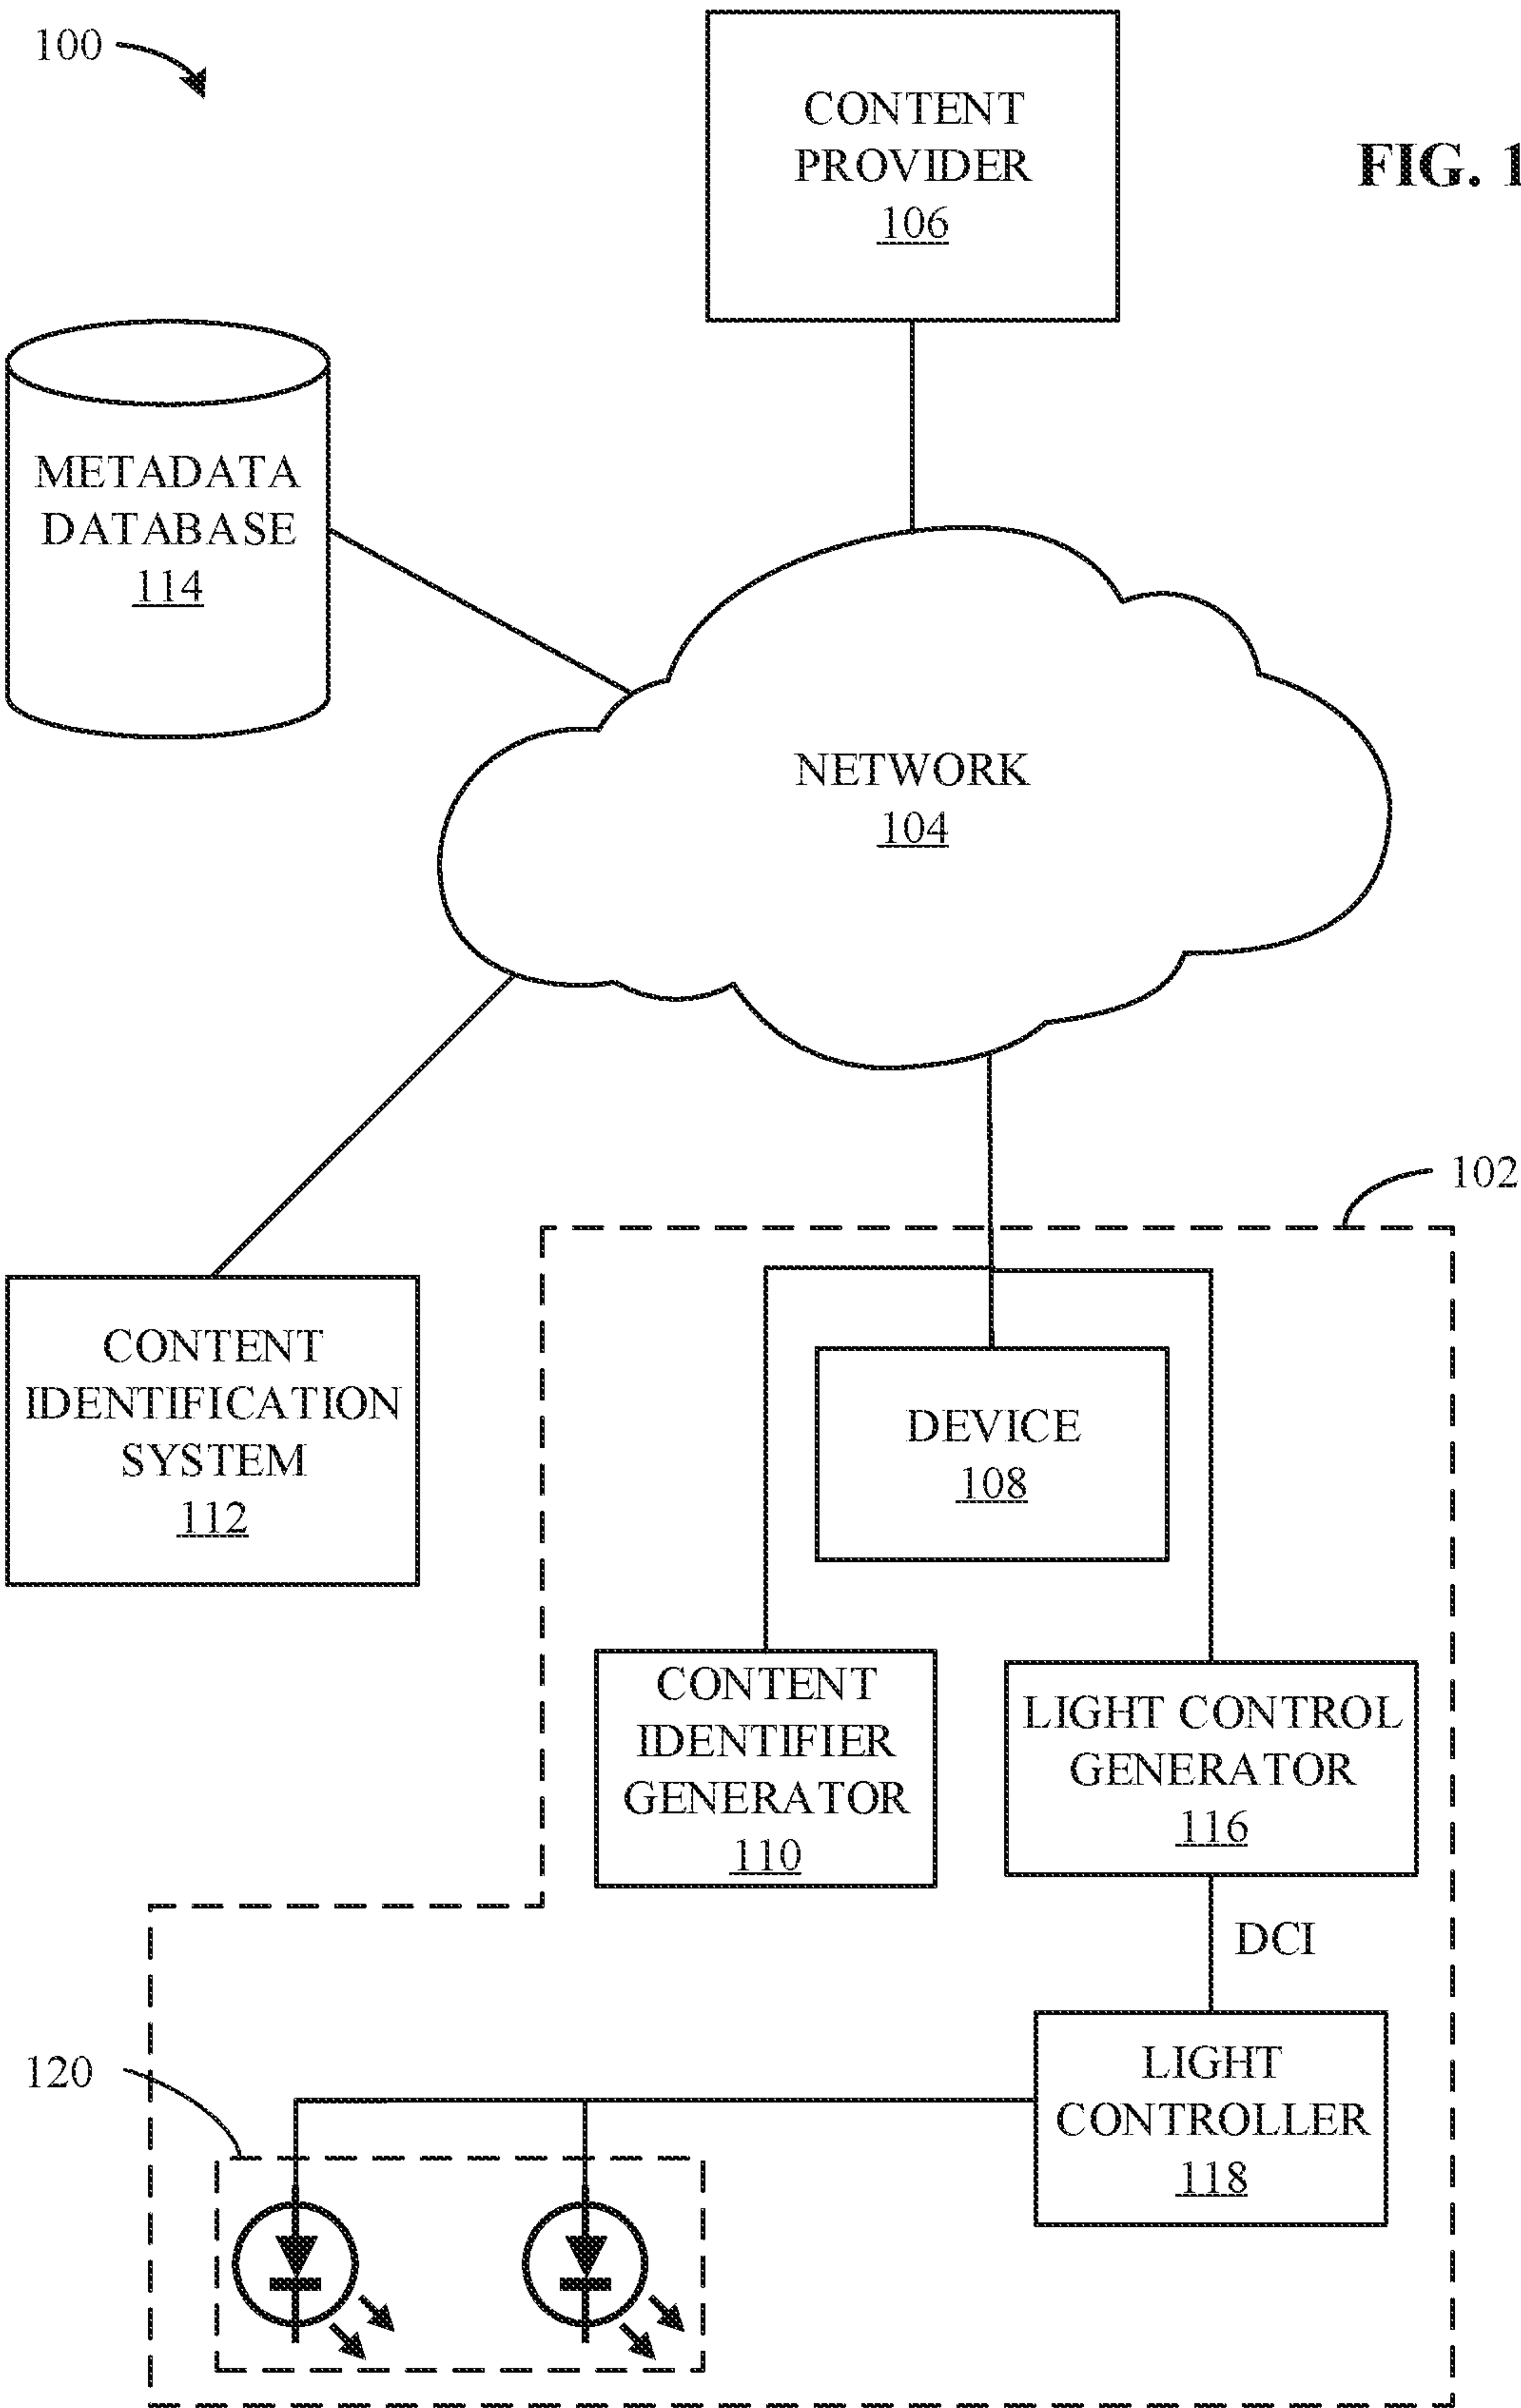 100
CONTENT
PROVIDER
106
FIG. 1
METADATA
DATABASE
114
NETWORK
104
102
CONTENT
IDENTIFICATION
SYSTEM
112
DEVICE
108
CONTENT
IDENTIFIER
GENERATOR
110
LIGHT CONTROL
GENERATOR
116
DCI
LIGHT
CONTROLLER
118
120